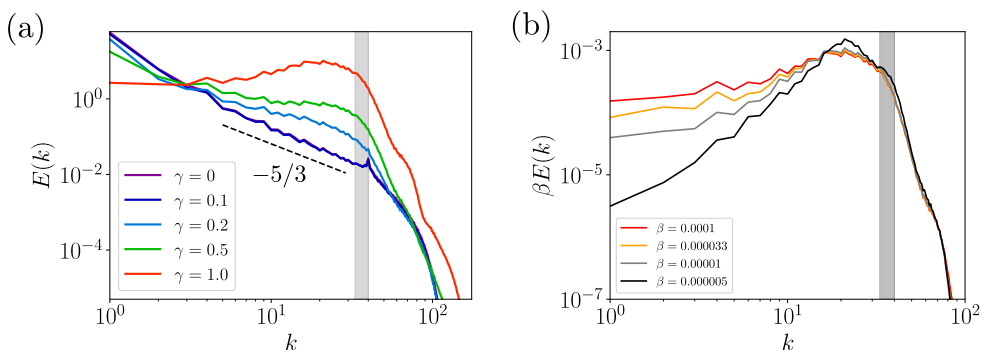 (a)
E(k)
10^0
10^{-2}
10^{-4}
−5/3
γ = 0
γ = 0.1
γ = 0.2
γ = 0.5
γ = 1.0
10^0
10^1
10^2
k
(b)
βE(k)
10^{-3}
10^{-5}
10^{-7}
β = 0.0001
β = 0.000033
β = 0.00001
β = 0.000005
10^0
10^1
10^2
k